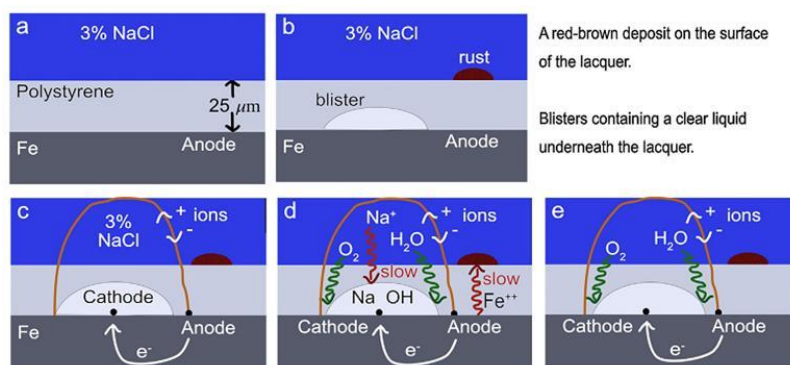 a
3% NaCl
Polystyrene
25 μm
Fe
Anode
b
3% NaCl
rust
blister
Fe
Anode
A red-brown deposit on the surface
of the lacquer.
Blisters containing a clear liquid
underneath the lacquer.
c
3%
NaCl
+ ions
-
Cathode
Fe
Anode
e-
d
Na+
+ ions
-
O2
H2O
slow
slow
Na OH
Fe++
Cathode
Anode
e-
e
+ ions
-
O2
H2O
Fe
Cathode
Anode
e-